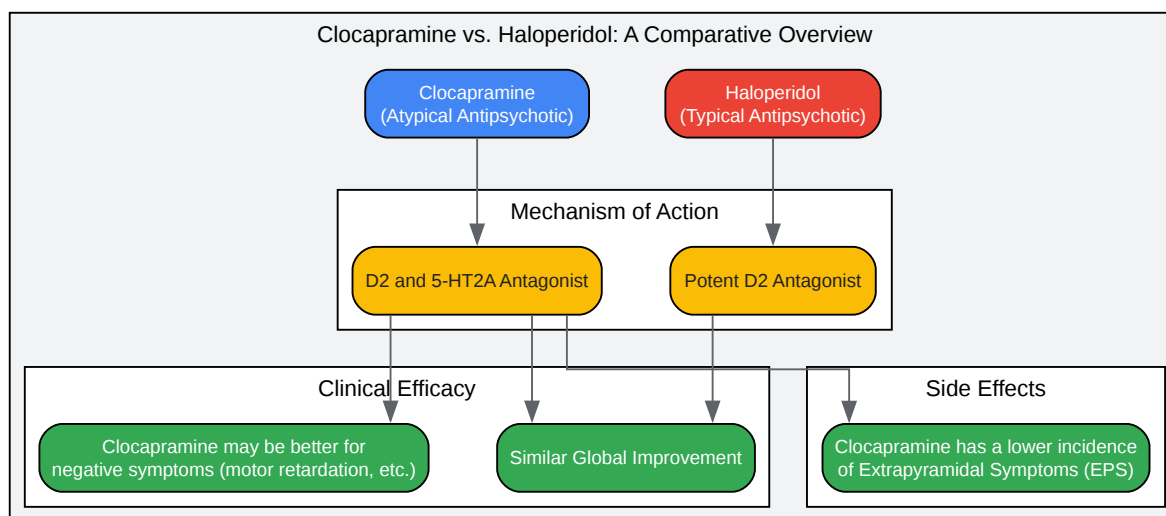 Clocapramine vs. Haloperidol: A Comparative Overview
Clocapramine
(Atypical Antipsychotic)
Haloperidol
(Typical Antipsychotic)
Mechanism of Action
D2 and 5-HT2A Antagonist
Potent D2 Antagonist
Clinical Efficacy
Clocapramine may be better for
negative symptoms (motor retardation, etc.)
Similar Global Improvement
Side Effects
Clocapramine has a lower incidence
of Extrapyramidal Symptoms (EPS)